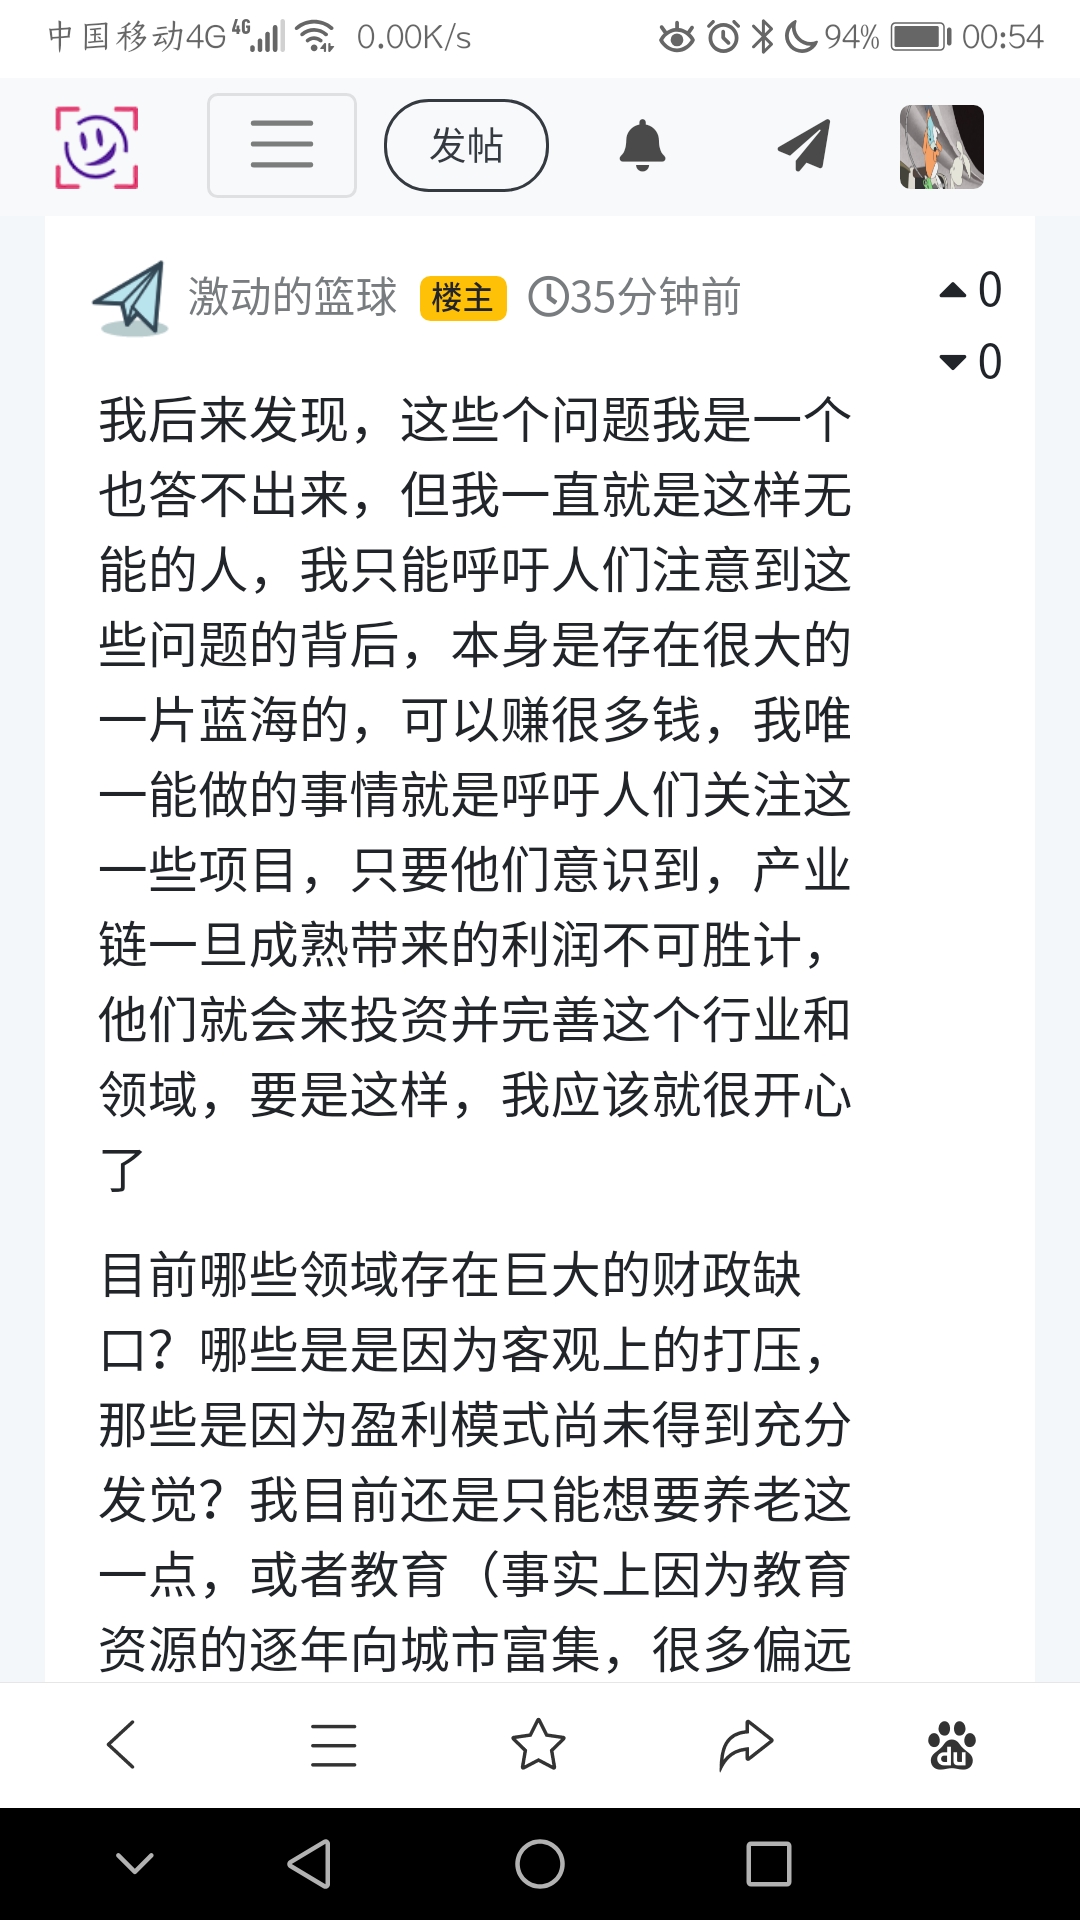 中国移动4G 4G 0.00K/s 94% 00:54
发帖
激动的篮球 楼主 35分钟前
0
0
我后来发现，这些个问题我是一个
也答不出来，但我一直就是这样无
能的人，我只能呼吁人们注意到这
些问题的背后，本身是存在很大的
一片蓝海的，可以赚很多钱，我唯
一能做的事情就是呼吁人们关注这
一些项目，只要他们意识到，产业
链一旦成熟带来的利润不可胜计，
他们就会来投资并完善这个行业和
领域，要是这样，我应该就很开心
了
目前哪些领域存在巨大的财政缺
口？哪些是是因为客观上的打压，
那些是因为盈利模式尚未得到充分
发觉？我目前还是只能想要养老这
一点，或者教育（事实上因为教育
资源的逐年向城市富集，很多偏远
du